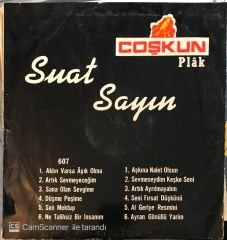 COŞKUN
Plâk
Suat
Sayın
607
1. Aklın Varsa Âşık Olma
2. Artık Sevmeyeceğim
3. Sana Olan Sevgime
4. Düşme Peşime
5. Son Mektup
6. Ne Talihsiz Bir İnsanım
1. Aşkına Nalet Olsun
2. Sevmeseydim Keşke Seni
3. Artık Ayrılmayalım
4. Seni Fırsat Düşkünü
5. Al Geriye Resmini
6. Ayran Gönüllü Yarim
CS CamScanner ile tarandı